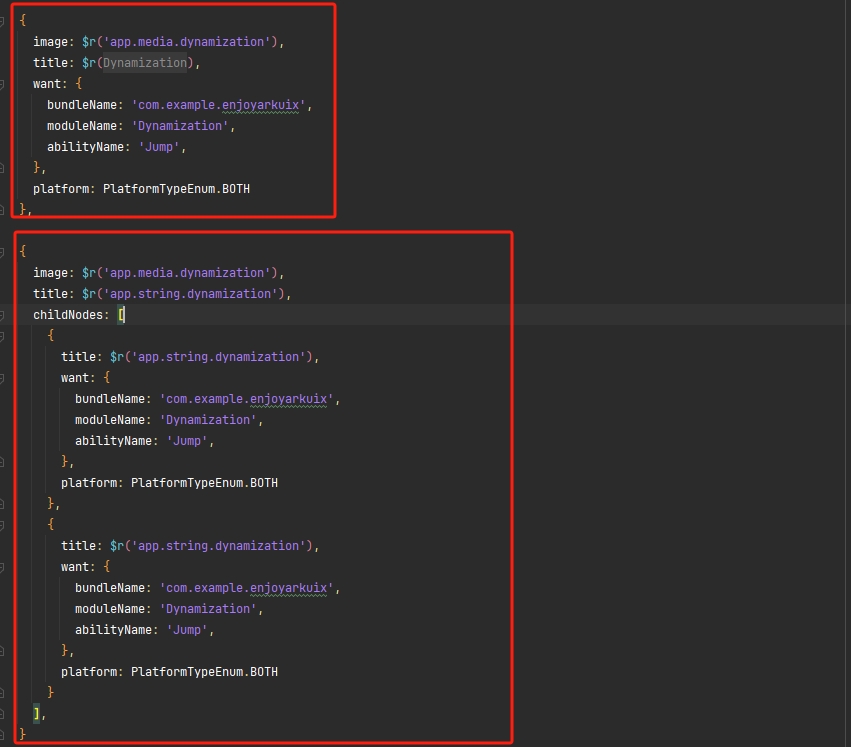 {
image: $r('app.media.dynamization'),
title: $r(Dynamization),
want: {
bundleName: 'com.example.enjoyarkuix',
moduleName: 'Dynamization',
abilityName: 'Jump',
},
platform: PlatformTypeEnum.BOTH
},
{
image: $r('app.media.dynamization'),
title: $r('app.string.dynamization'),
childNodes: [
{
title: $r('app.string.dynamization'),
want: {
bundleName: 'com.example.enjoyarkuix',
moduleName: 'Dynamization',
abilityName: 'Jump',
},
platform: PlatformTypeEnum.BOTH
},
{
title: $r('app.string.dynamization'),
want: {
bundleName: 'com.example.enjoyarkuix',
moduleName: 'Dynamization',
abilityName: 'Jump',
},
platform: PlatformTypeEnum.BOTH
}
],
}